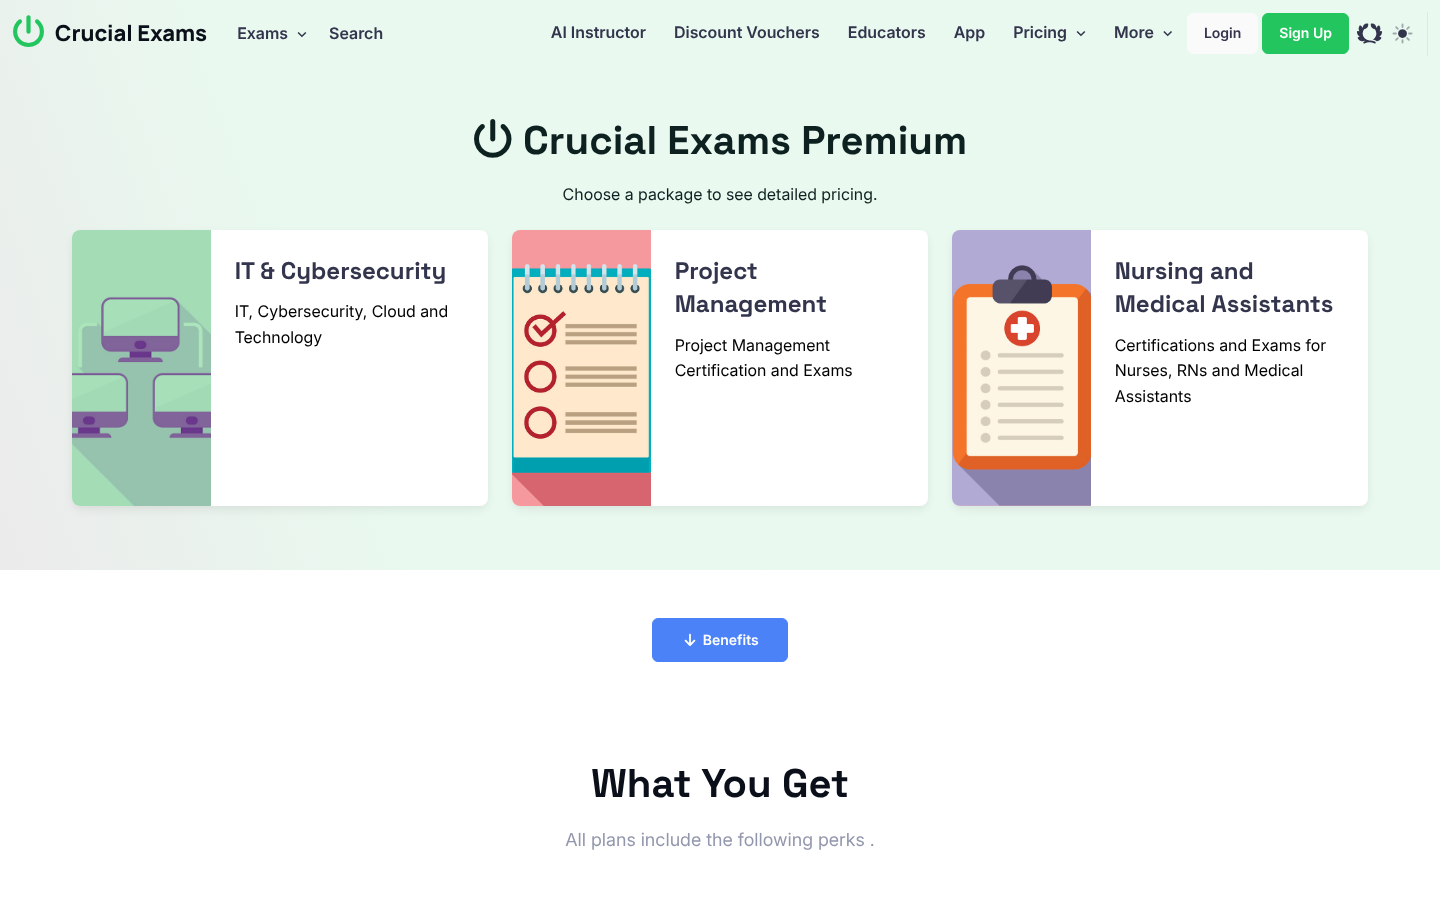 Crucial Exams
Exams
Search
AI Instructor
Discount Vouchers
Educators
App
Pricing
More
Login
Sign Up
Crucial Exams Premium
Choose a package to see detailed pricing.
IT & Cybersecurity
IT, Cybersecurity, Cloud and
Technology
Project
Management
Project Management
Certification and Exams
Nursing and
Medical Assistants
Certifications and Exams for
Nurses, RNs and Medical
Assistants
Benefits
What You Get
All plans include the following perks .